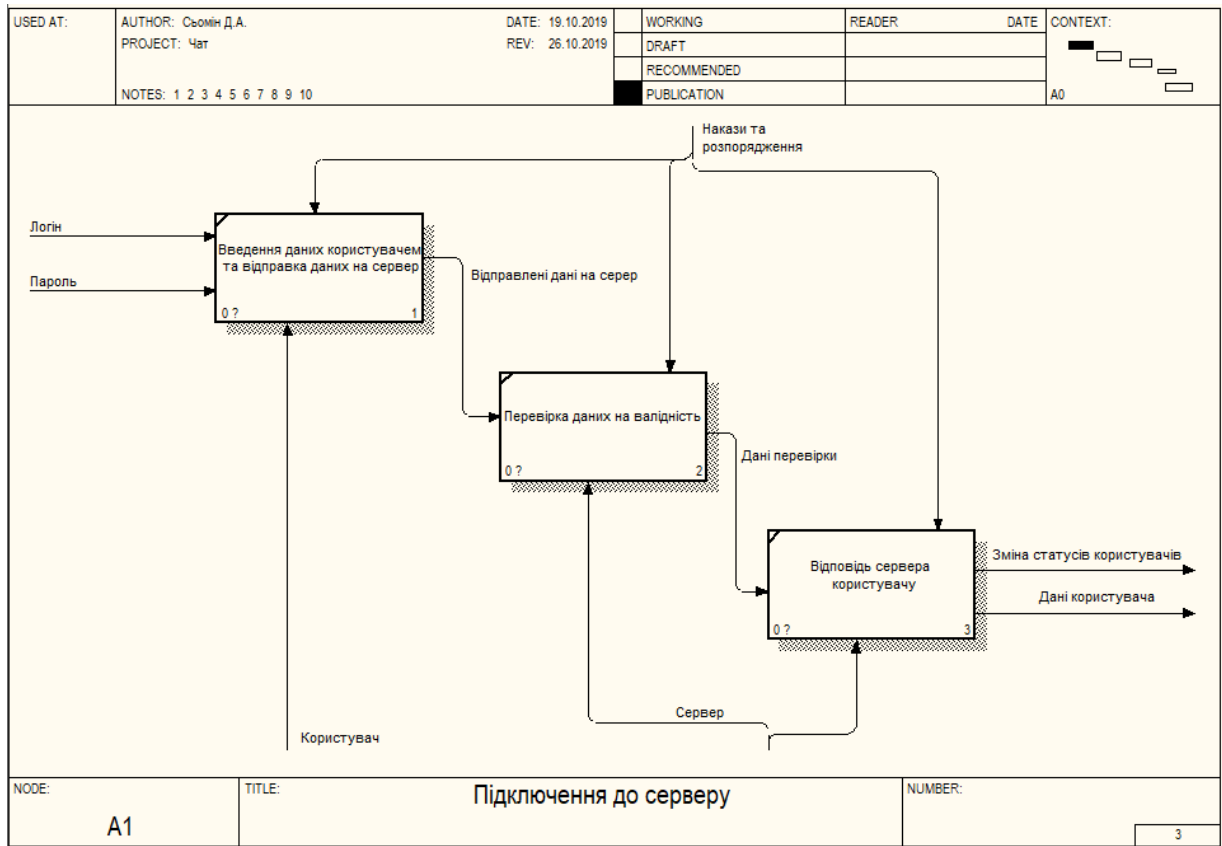 USED AT:
AUTHOR: Сьомін Д.А.
DATE: 19.10.2019
PROJECT: Чат
REV: 26.10.2019
NOTES: 1 2 3 4 5 6 7 8 9 10
WORKING
DRAFT
RECOMMENDED
PUBLICATION
READER
DATE
CONTEXT:
A0
Накази та
розпорядження
Логін
Пароль
Введення даних користувачем
та відправка даних на сервер
0 ?
1
Відправлені дані на серер
Перевірка даних на валідність
0 ?
2
Дані перевірки
Відповідь сервера
користувачу
0 ?
3
Зміна статусів користувачів
Дані користувача
Сервер
Користувач
NODE:
A1
TITLE:
Підключення до серверу
NUMBER:
3